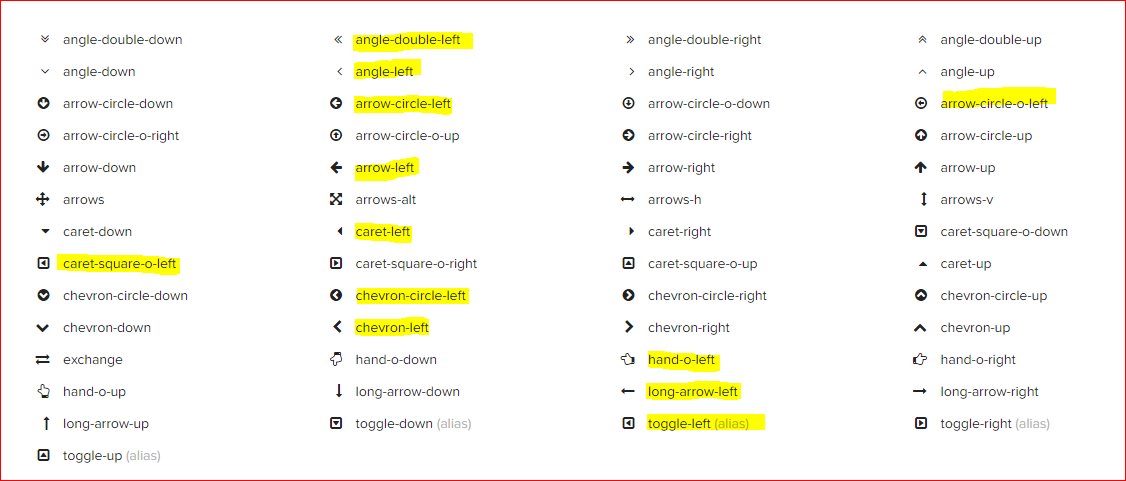 angle-double-down angle-double-left angle-double-right angle-double-up
angle-down angle-left angle-right angle-up
arrow-circle-down arrow-circle-left arrow-circle-o-down arrow-circle-o-left
arrow-circle-o-right arrow-circle-o-up arrow-circle-right arrow-circle-up
arrow-down arrow-left arrow-right arrow-up
arrows arrows-alt arrows-h arrows-v
caret-down caret-left caret-right caret-square-o-down
caret-square-o-left caret-square-o-right caret-square-o-up caret-up
chevron-circle-down chevron-circle-left chevron-circle-right chevron-circle-up
chevron-down chevron-left chevron-right chevron-up
exchange hand-o-down hand-o-left hand-o-right
hand-o-up long-arrow-down long-arrow-left long-arrow-right
long-arrow-up toggle-down (alias) toggle-left (alias) toggle-right (alias)
toggle-up (alias)